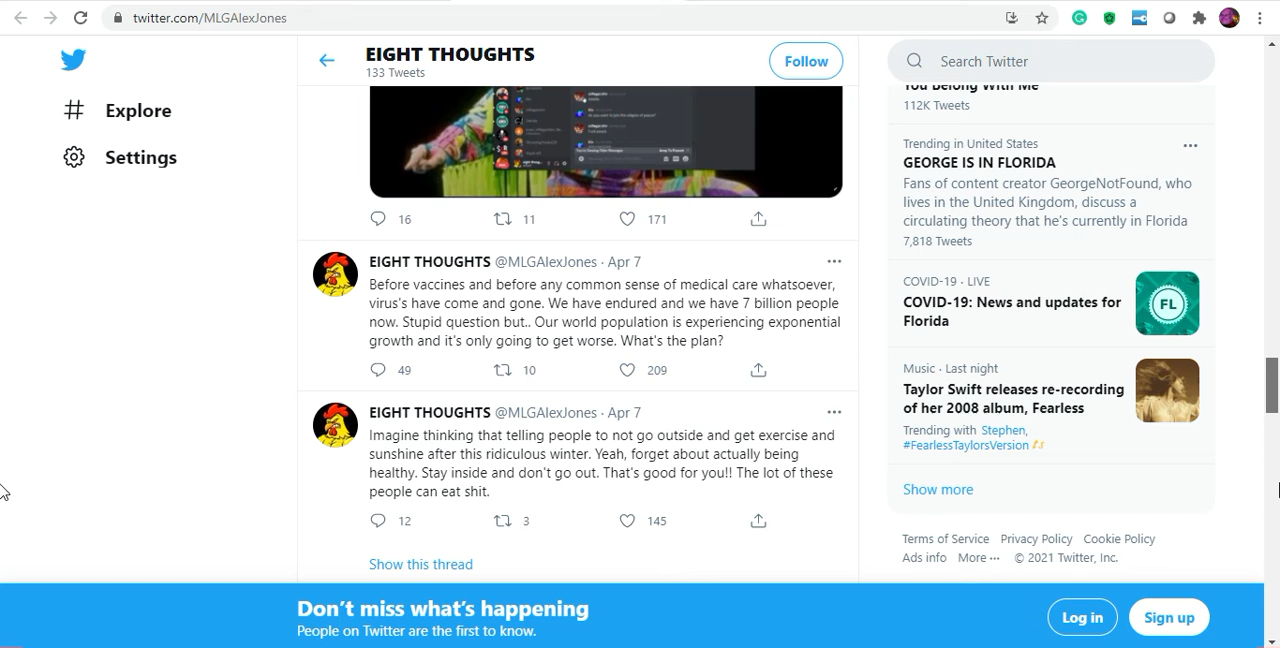 twitter.com/MLGAlexJones
Explore
Settings
EIGHT THOUGHTS
133 Tweets
Follow
16 11 171
EIGHT THOUGHTS @MLGAlexJones · Apr 7
Before vaccines and before any common sense of medical care whatsoever,
virus's have come and gone. We have endured and we have 7 billion people
now. Stupid question but.. Our world population is experiencing exponential
growth and it's only going to get worse. What's the plan?
49 10 209
EIGHT THOUGHTS @MLGAlexJones · Apr 7
Imagine thinking that telling people to not go outside and get exercise and
sunshine after this ridiculous winter. Yeah, forget about actually being
healthy. Stay inside and don't go out. That's good for you!! The lot of these
people can eat shit.
12 3 145
Show this thread
Search Twitter
You Belong With Me
112K Tweets
Trending in United States
GEORGE IS IN FLORIDA
Fans of content creator GeorgeNotFound, who
lives in the United Kingdom, discuss a
circulating theory that he's currently in Florida
7,818 Tweets
COVID-19 · LIVE
COVID-19: News and updates for
Florida
FL
Music · Last night
Taylor Swift releases re-recording
of her 2008 album, Fearless
Trending with Stephen,
#FearlessTaylorsVersion
Show more
Terms of Service Privacy Policy Cookie Policy
Ads info More ··· © 2021 Twitter, Inc.
Don't miss what's happening
People on Twitter are the first to know.
Log in
Sign up